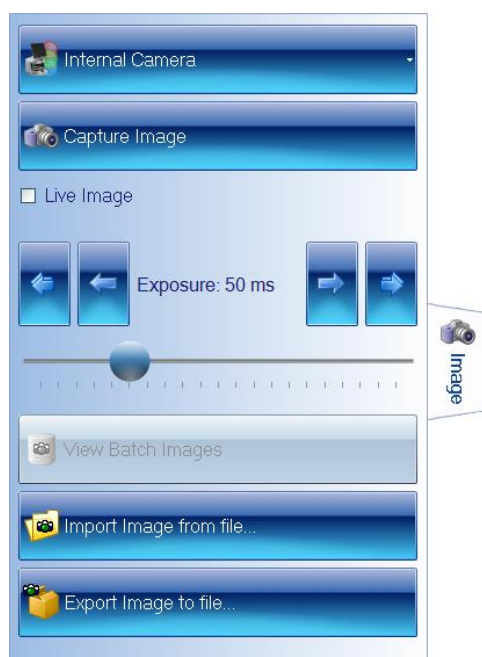 Internal Camera
Capture Image
Live Image
Exposure: 50 ms
Image
View Batch Images
Import Image from file...
Export Image to file...